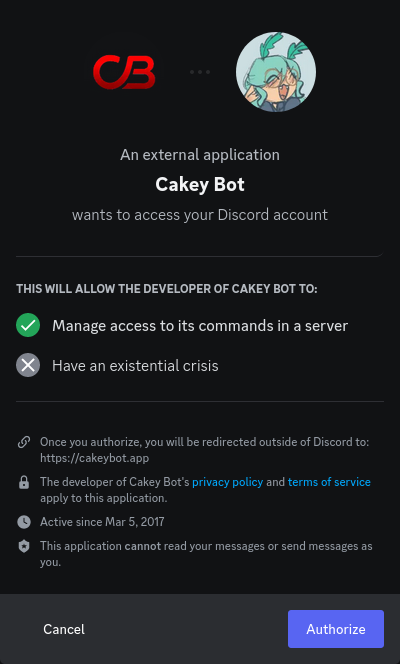 CB
An external application
Cakey Bot
wants to access your Discord account
THIS WILL ALLOW THE DEVELOPER OF CAKEY BOT TO:
Manage access to its commands in a server
Have an existential crisis
Once you authorize, you will be redirected outside of Discord to:
https://cakeybot.app
The developer of Cakey Bot's privacy policy and terms of service
apply to this application.
Active since Mar 5, 2017
This application cannot read your messages or send messages as
you.
Cancel
Authorize